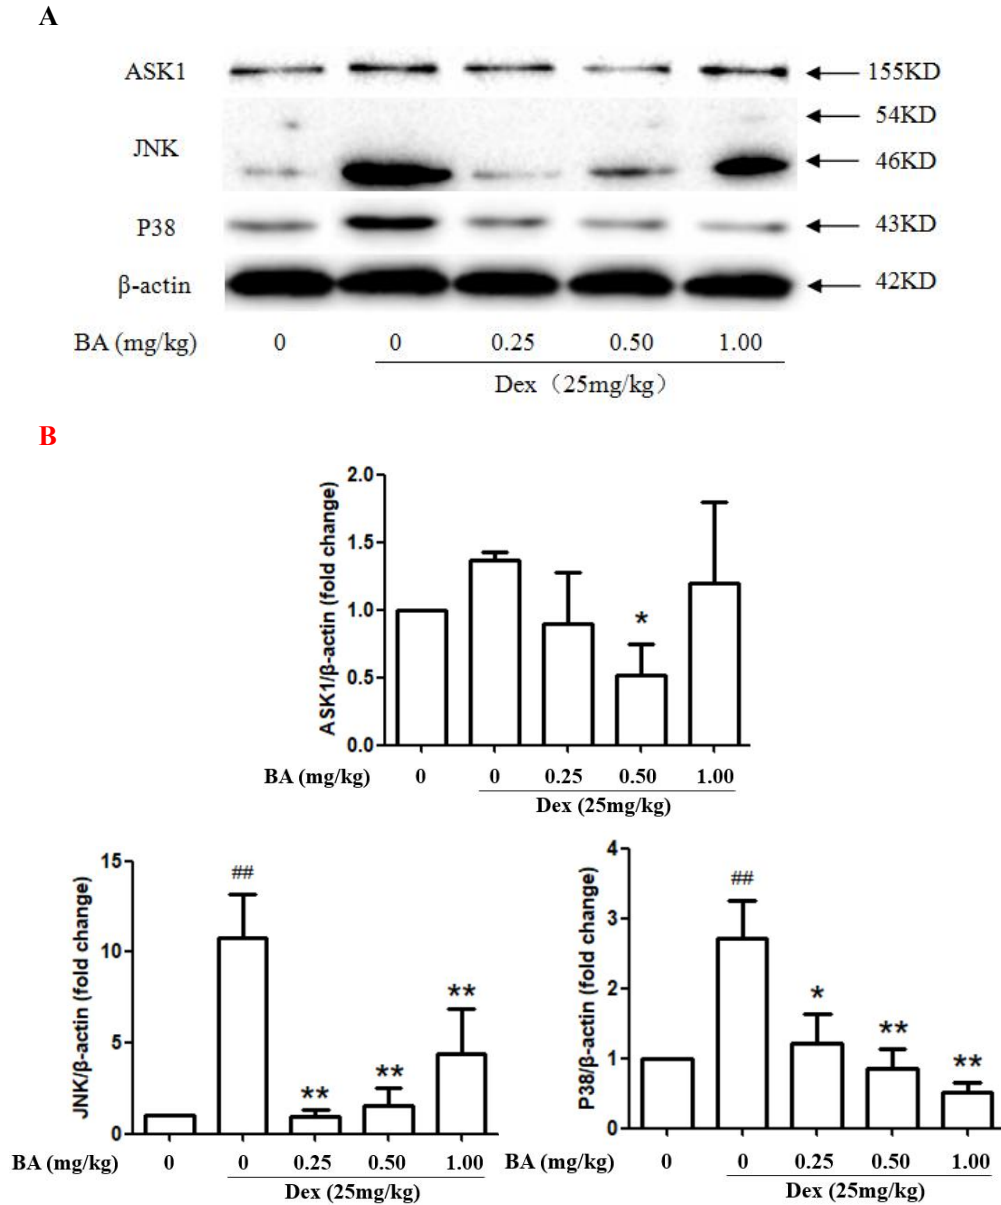 A
ASK1
155KD
54KD
JNK
46KD
P38
43KD
β-actin
42KD
BA (mg/kg) 0 0 0.25 0.50 1.00
Dex（25mg/kg）
B
ASK1/β-actin (fold change)
2.0
1.5
1.0
0.5
0.0
*
BA (mg/kg) 0 0 0.25 0.50 1.00
Dex (25mg/kg)
JNK/β-actin (fold change)
15
10
5
0
##
**
**
**
BA (mg/kg) 0 0 0.25 0.50 1.00
Dex (25mg/kg)
P38/β-actin (fold change)
4
3
2
1
0
##
*
**
**
BA (mg/kg) 0 0 0.25 0.50 1.00
Dex (25mg/kg)